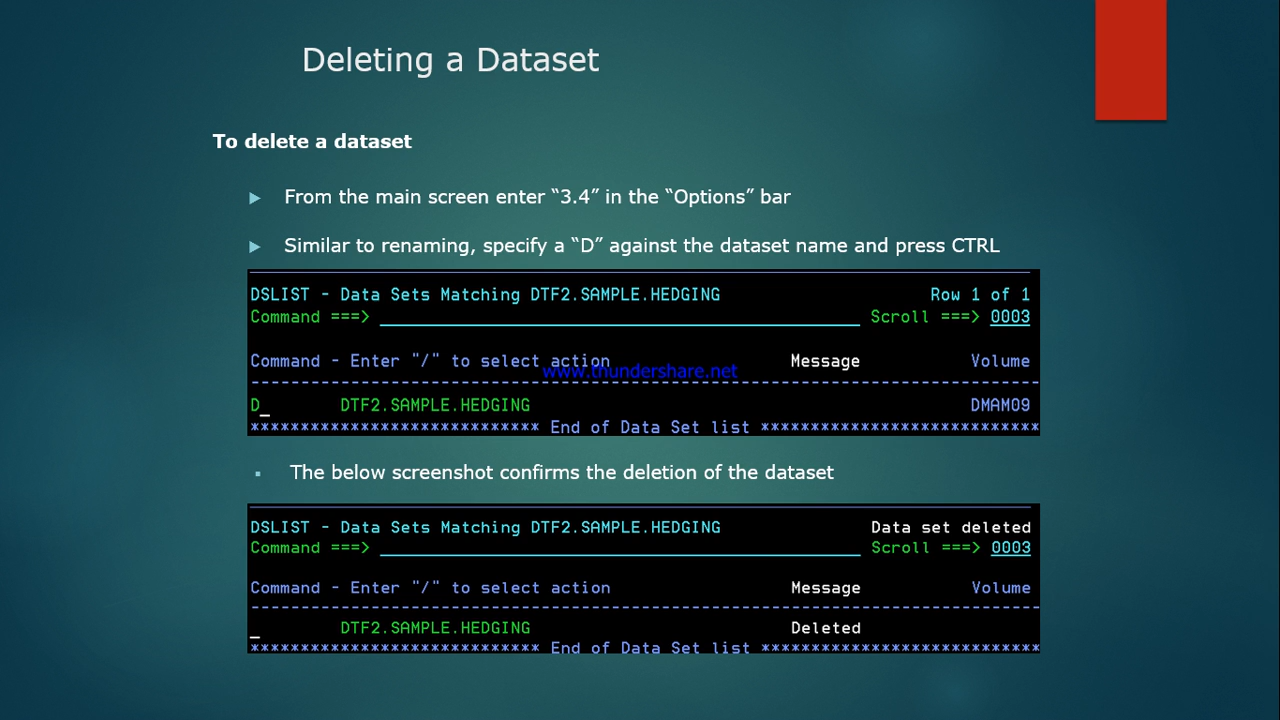 Deleting a Dataset
To delete a dataset
From the main screen enter “3.4” in the “Options” bar
Similar to renaming, specify a “D” against the dataset name and press CTRL
DSLIST - Data Sets Matching DTF2.SAMPLE.HEDGING Row 1 of 1
Command ===> Scroll ===> 0003
Command - Enter "/" to select action Message Volume
www.thundershare.net
-------------------------------------------------------------------------------
D_ DTF2.SAMPLE.HEDGING DMAM09
***************************** End of Data Set list ****************************
The below screenshot confirms the deletion of the dataset
DSLIST - Data Sets Matching DTF2.SAMPLE.HEDGING Data set deleted
Command ===> Scroll ===> 0003
Command - Enter "/" to select action Message Volume
-------------------------------------------------------------------------------
_ DTF2.SAMPLE.HEDGING Deleted
***************************** End of Data Set list ****************************